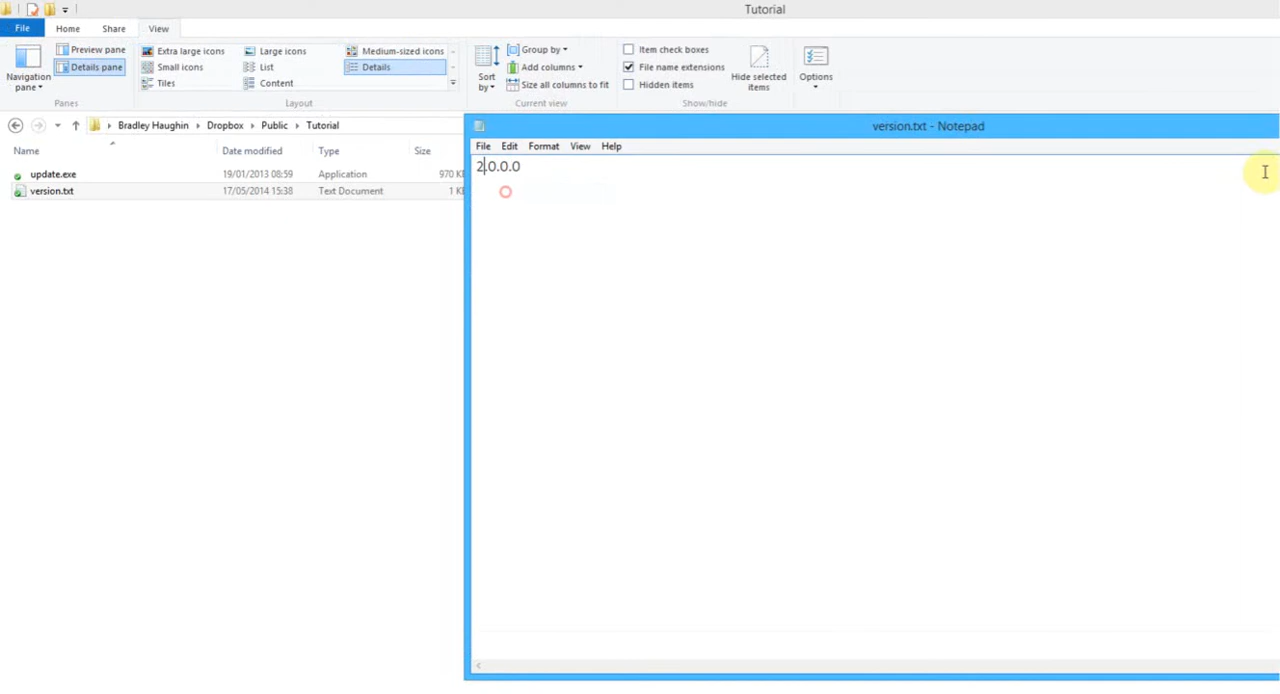 Tutorial
File Home Share View
Preview pane Extra large icons Large icons Medium-sized icons Group by Item check boxes
Navigation pane Details pane Small icons List Details Sort by Add columns File name extensions Hide selected items Options
Tiles Content Size all columns to fit Hidden items
Panes Layout Current view Show/hide
Bradley Haughin Dropbox Public Tutorial
version.txt - Notepad
Name Date modified Type Size
File Edit Format View Help
2.0.0.0
update.exe 19/01/2013 08:59 Application 970 K
version.txt 17/05/2014 15:38 Text Document 1 K